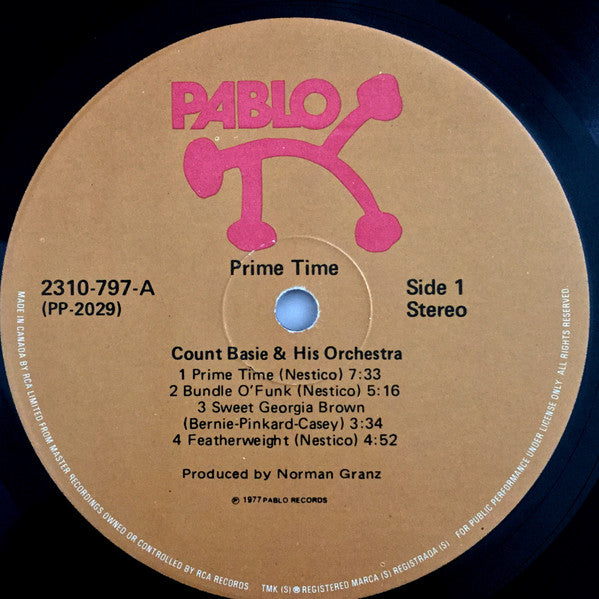 PABLO
Prime Time
2310-797-A
(PP-2029)
Side 1
Stereo
Count Basie & His Orchestra
1 Prime Time (Nestico) 7:33
2 Bundle O'Funk (Nestico) 5:16
3 Sweet Georgia Brown
(Bernie-Pinkard-Casey) 3:34
4 Featherweight (Nestico) 4:52
Produced by Norman Granz
℗ 1977 PABLO RECORDS
MADE IN CANADA BY RCA LIMITED FROM MASTER RECORDINGS OWNED OR CONTROLLED BY RCA RECORDS TMK (S) ® REGISTERED MARCA (S) REGISTRADA (S) FOR PUBLIC PERFORMANCE UNDER LICENSE ONLY ALL RIGHTS RESERVED.